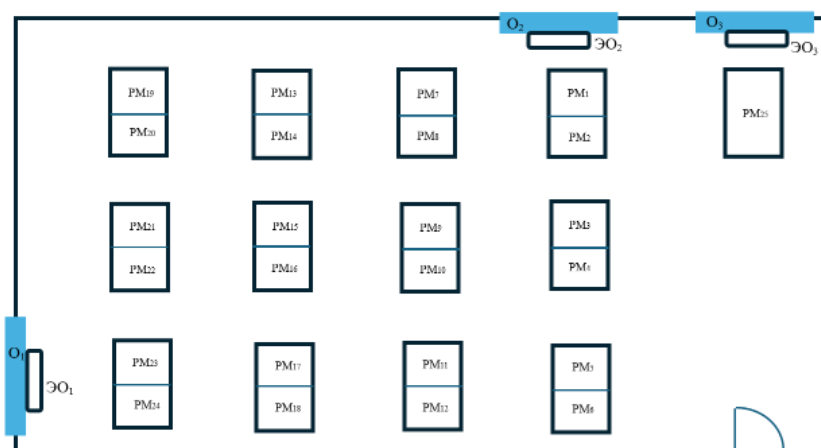 О₂
О₃
ЭО₂
ЭО₃
РМ₁₉
РМ₁₃
РМ₇
РМ₁
РМ₂₅
РМ₂₀
РМ₁₄
РМ₈
РМ₂
РМ₂₁
РМ₁₅
РМ₉
РМ₃
РМ₂₂
РМ₁₆
РМ₁₀
РМ₄
О₁
РМ₂₃
РМ₁₇
РМ₁₁
РМ₅
ЭО₁
РМ₂₄
РМ₁₈
РМ₁₂
РМ₆